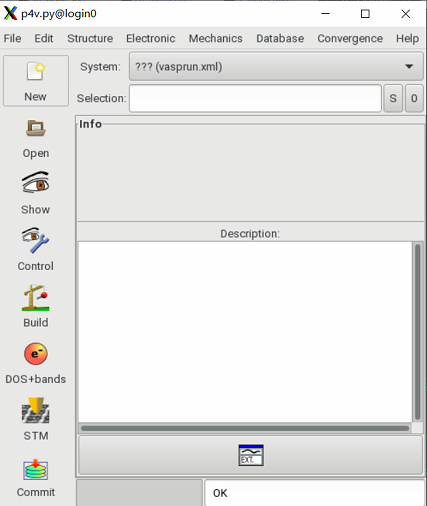 p4v.py@login0
File Edit Structure Electronic Mechanics Database Convergence Help
New
Open
Show
Control
Build
DOS+bands
STM
Commit
System: ??? (vasprun.xml)
Selection: S 0
Info
Description:
EXT.
OK
e-